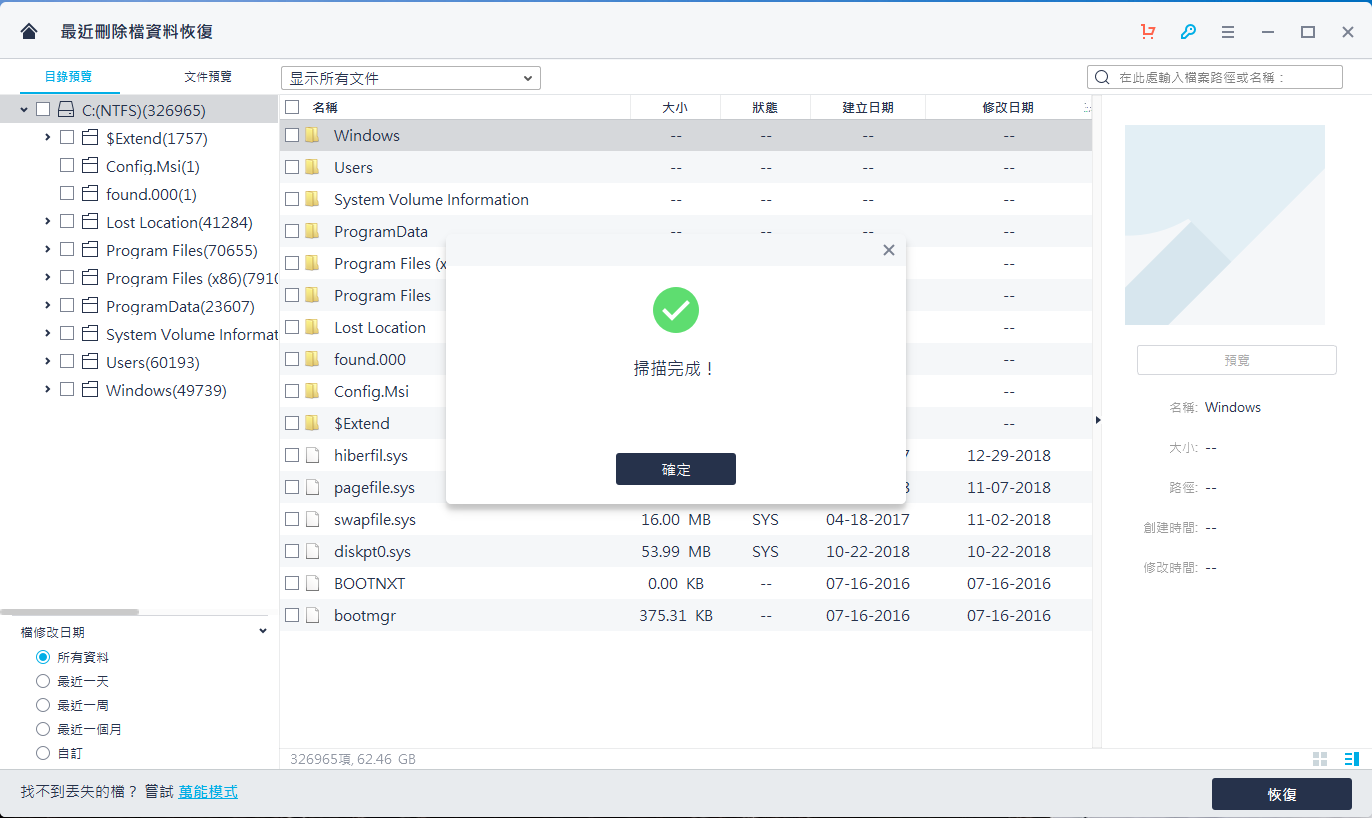 最近刪除檔資料恢復
目錄預覽 文件預覽 显示所有文件 在此處輸入檔案路徑或名稱：
C:(NTFS)(326965)
$Extend(1757)
Config.Msi(1)
found.000(1)
Lost Location(41284)
Program Files(70655)
Program Files (x86)(7910
ProgramData(23607)
System Volume Informat
Users(60193)
Windows(49739)
檔修改日期
所有資料
最近一天
最近一周
最近一個月
自訂
名稱 大小 狀態 建立日期 修改日期
Windows -- -- -- --
Users -- -- -- --
System Volume Information -- -- -- --
ProgramData -- -- -- --
Program Files (x --
Program Files --
Lost Location --
found.000 --
Config.Msi --
$Extend --
hiberfil.sys 7 12-29-2018
pagefile.sys 8 11-07-2018
swapfile.sys 16.00 MB SYS 04-18-2017 11-02-2018
diskpt0.sys 53.99 MB SYS 10-22-2018 10-22-2018
BOOTNXT 0.00 KB -- 07-16-2016 07-16-2016
bootmgr 375.31 KB -- 07-16-2016 07-16-2016
掃描完成！
確定
預覽
名稱: Windows
大小: --
路徑: --
創建時間: --
修改時間: --
326965項, 62.46 GB
找不到丟失的檔？ 嘗試 萬能模式
恢復